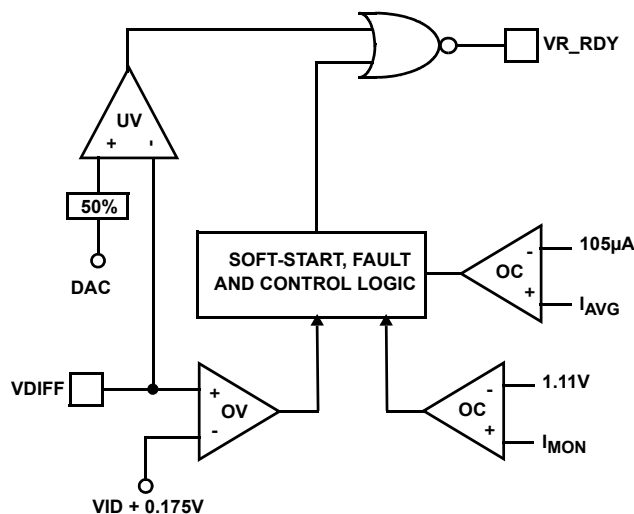 VR_RDY
UV
+ -
50%
DAC
SOFT-START, FAULT
AND CONTROL LOGIC
105µA
-
OC
+
IAVG
VDIFF
+
OV
-
1.11V
-
OC
+
IMON
VID + 0.175V